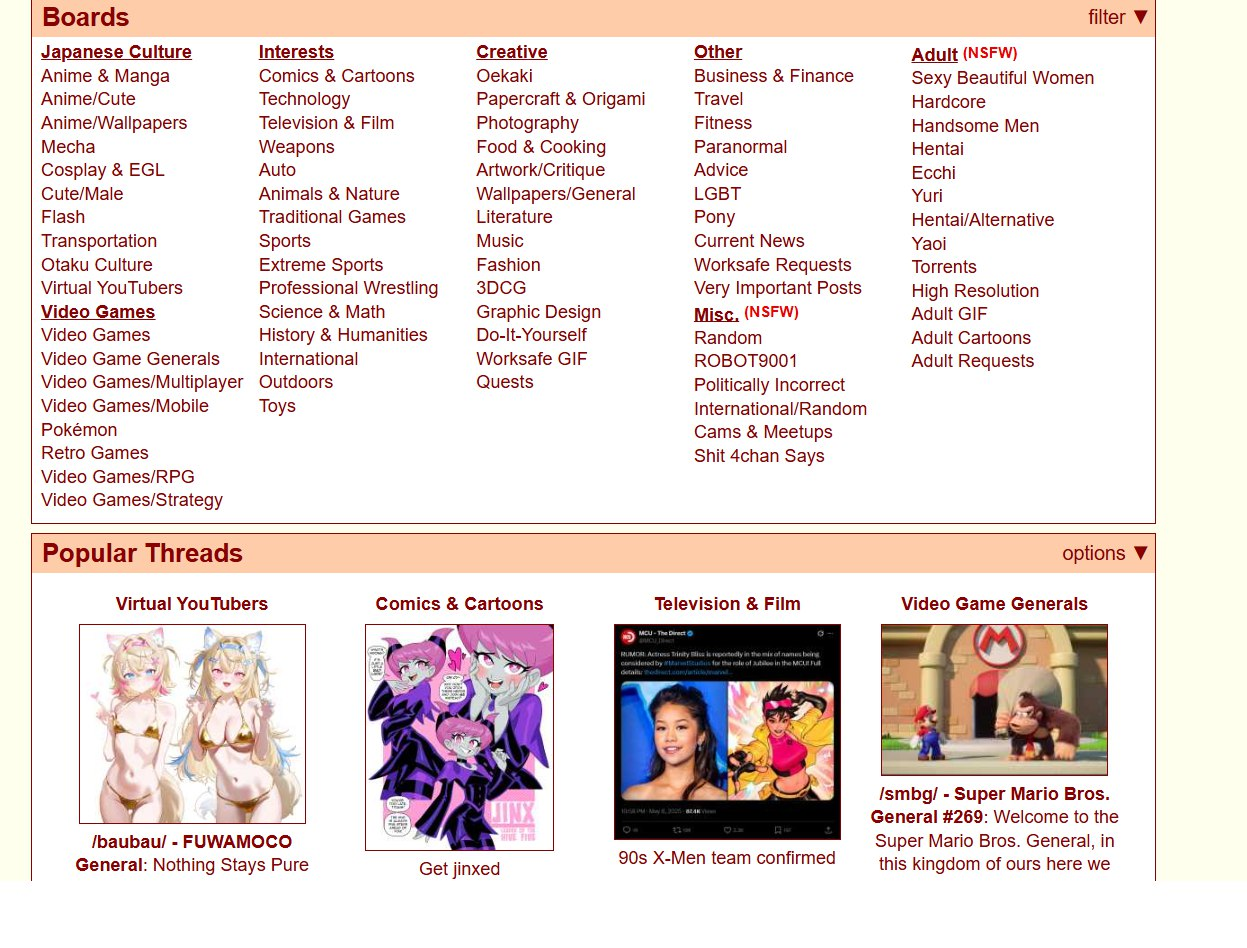 Boards
filter ▼
Japanese Culture
Anime & Manga
Anime/Cute
Anime/Wallpapers
Mecha
Cosplay & EGL
Cute/Male
Flash
Transportation
Otaku Culture
Virtual YouTubers
Video Games
Video Games
Video Game Generals
Video Games/Multiplayer
Video Games/Mobile
Pokémon
Retro Games
Video Games/RPG
Video Games/Strategy
Interests
Comics & Cartoons
Technology
Television & Film
Weapons
Auto
Animals & Nature
Traditional Games
Sports
Extreme Sports
Professional Wrestling
Science & Math
History & Humanities
International
Outdoors
Toys
Creative
Oekaki
Papercraft & Origami
Photography
Food & Cooking
Artwork/Critique
Wallpapers/General
Literature
Music
Fashion
3DCG
Graphic Design
Do-It-Yourself
Worksafe GIF
Quests
Other
Business & Finance
Travel
Fitness
Paranormal
Advice
LGBT
Pony
Current News
Worksafe Requests
Very Important Posts
Misc. (NSFW)
Random
ROBOT9001
Politically Incorrect
International/Random
Cams & Meetups
Shit 4chan Says
Adult (NSFW)
Sexy Beautiful Women
Hardcore
Handsome Men
Hentai
Ecchi
Yuri
Hentai/Alternative
Yaoi
Torrents
High Resolution
Adult GIF
Adult Cartoons
Adult Requests
Popular Threads
options ▼
Virtual YouTubers
/baubau/ - FUWAMOCO
General: Nothing Stays Pure
Comics & Cartoons
JINX
Get jinxed
Television & Film
MCU - The Direct
@MCU_Direct
RUMOR: Actress Trinity Bliss is reportedly in the mix of names being
considered by #MarvelStudios for the role of Jubilee in the MCU! Full
details: thedirect.com/article/marvel...
90s X-Men team confirmed
Video Game Generals
M
/smbg/ - Super Mario Bros.
General #269: Welcome to the
Super Mario Bros. General, in
this kingdom of ours here we